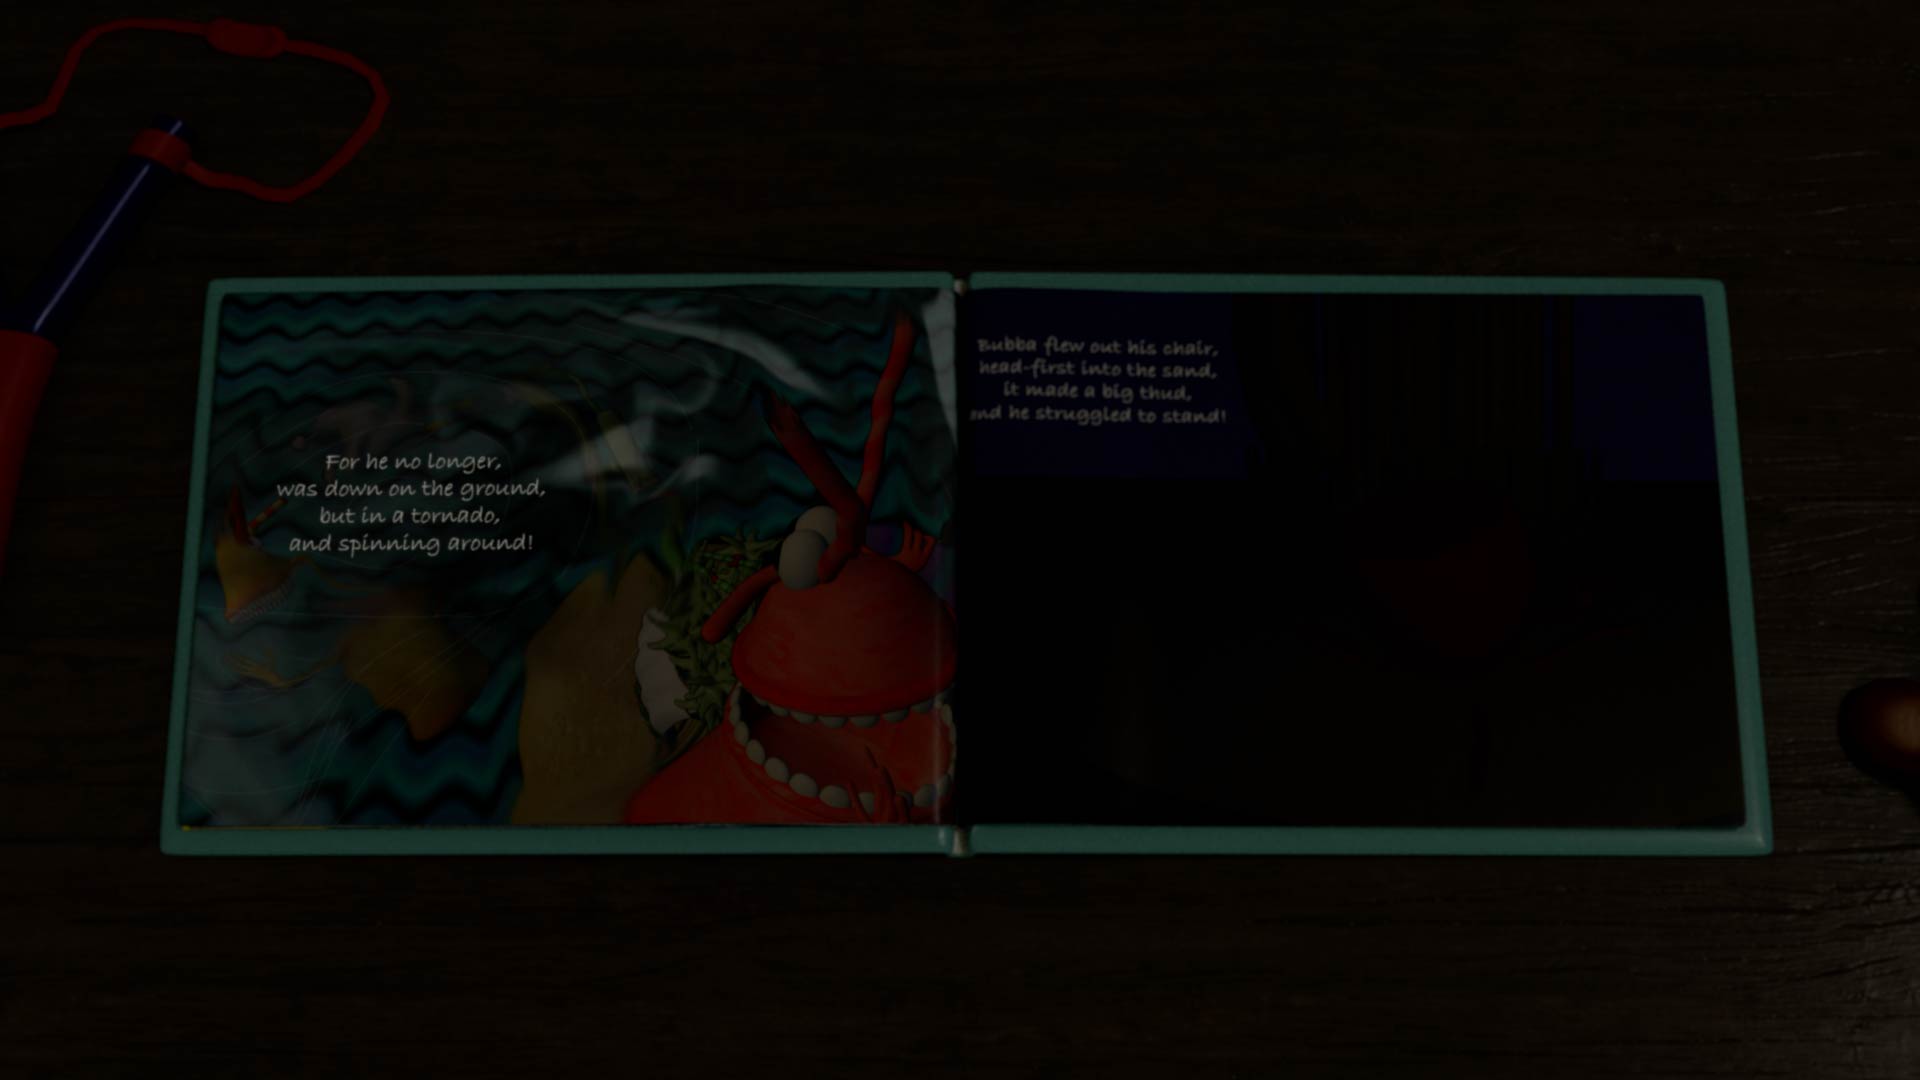 For he no longer,
was down on the ground,
but in a tornado,
and spinning around!
Bubba flew out his chair,
head-first into the sand,
it made a big thud,
and he struggled to stand!